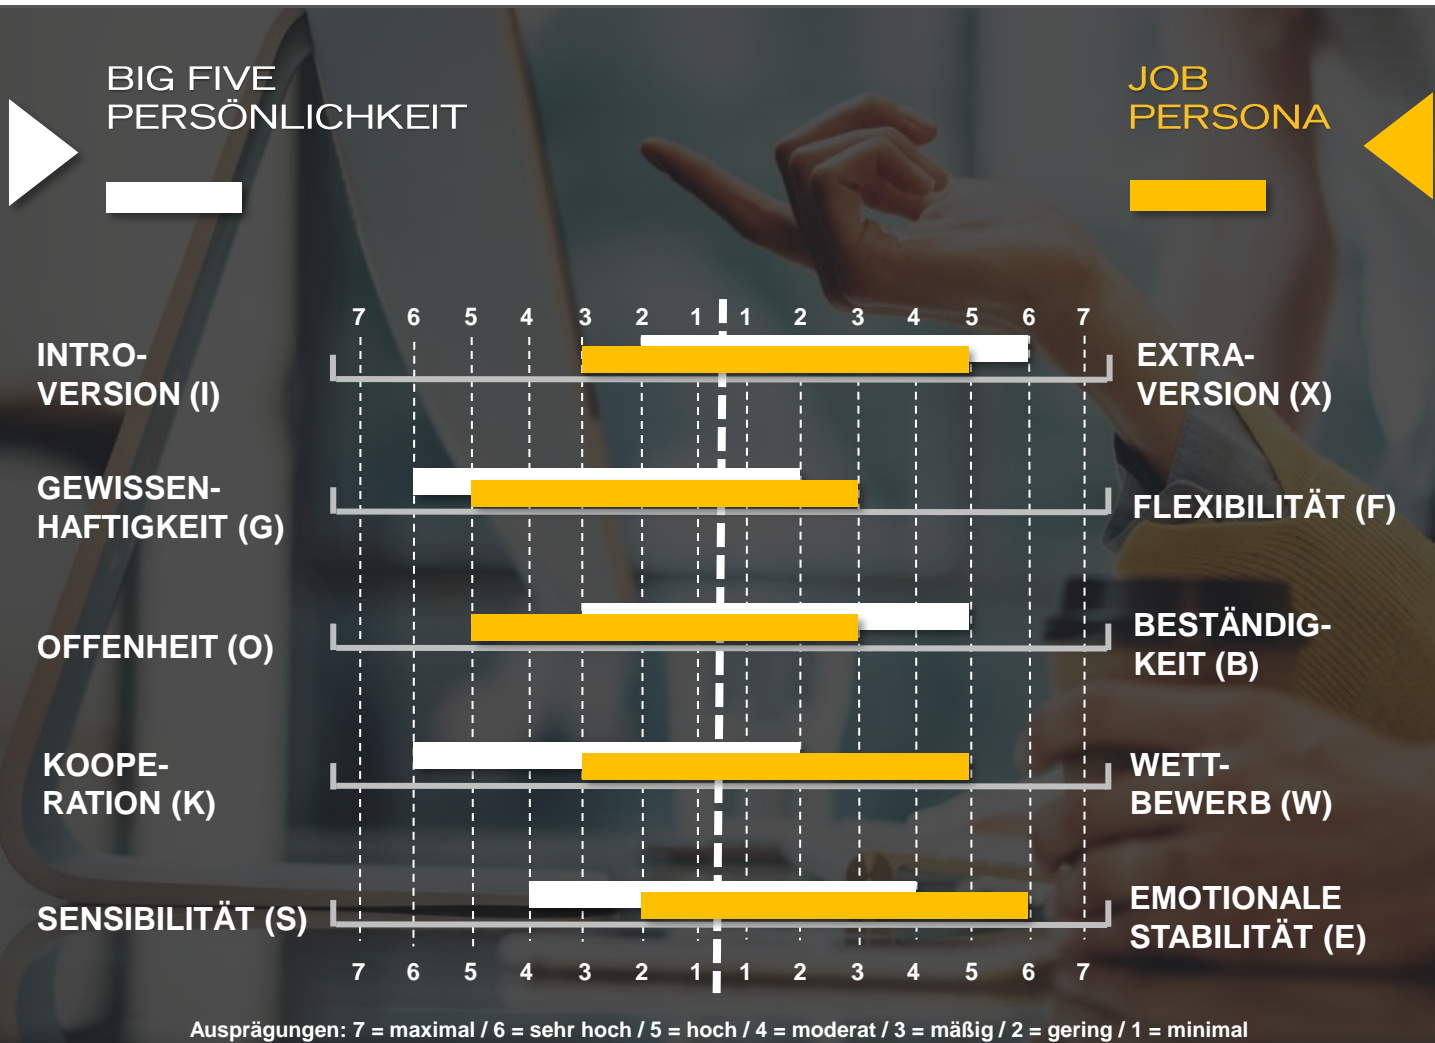 BIG FIVE
PERSÖNLICHKEIT
JOB
PERSONA
7 6 5 4 3 2 1 1 2 3 4 5 6 7
INTRO-
VERSION (I)
EXTRA-
VERSION (X)
GEWISSEN-
HAFTIGKEIT (G)
FLEXIBILITÄT (F)
OFFENHEIT (O)
BESTÄNDIG-
KEIT (B)
KOOPE-
RATION (K)
WETT-
BEWERB (W)
SENSIBILITÄT (S)
EMOTIONALE
STABILITÄT (E)
7 6 5 4 3 2 1 1 2 3 4 5 6 7
Ausprägungen: 7 = maximal / 6 = sehr hoch / 5 = hoch / 4 = moderat / 3 = mäßig / 2 = gering / 1 = minimal